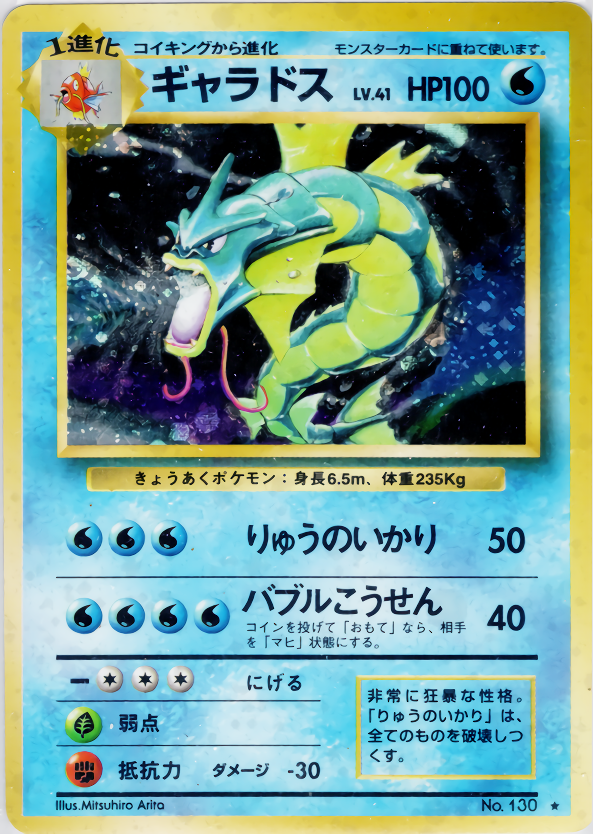 1進化 コイキングから進化 モンスターカードに重ねて使います。
ギャラドス LV.41 HP100
きょうあくポケモン：身長6.5m、体重235Kg
りゅうのいかり 50
バブルこうせん 40
コインを投げて「おもて」なら、相手
を「マヒ」状態にする。
にげる
弱点
抵抗力 ダメージ -30
非常に狂暴な性格。
「りゅうのいかり」は、
全てのものを破壊しつ
くす。
Illus.Mitsuhiro Arita No. 130 ★